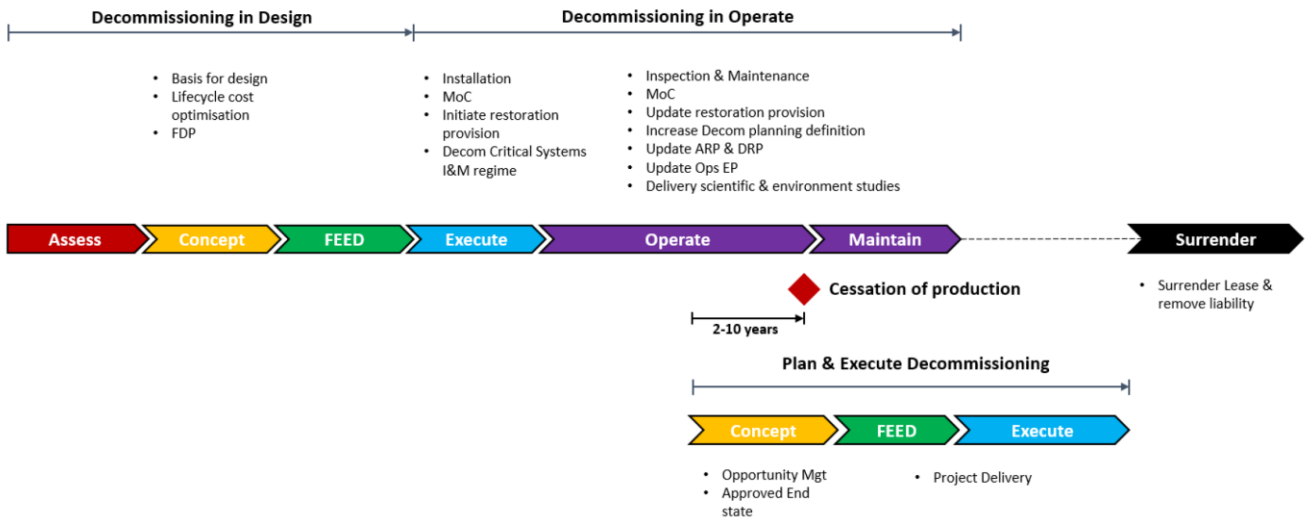 Decommissioning in Design
Decommissioning in Operate
• Basis for design
• Lifecycle cost
optimisation
• FDP
• Installation
• MoC
• Initiate restoration
provision
• Decom Critical Systems
I&M regime
• Inspection & Maintenance
• MoC
• Update restoration provision
• Increase Decom planning definition
• Update ARP & DRP
• Update Ops EP
• Delivery scientific & environment studies
Assess
Concept
FEED
Execute
Operate
Maintain
Surrender
Cessation of production
• Surrender Lease &
remove liability
2-10 years
Plan & Execute Decommissioning
Concept
FEED
Execute
• Opportunity Mgt
• Approved End
state
• Project Delivery